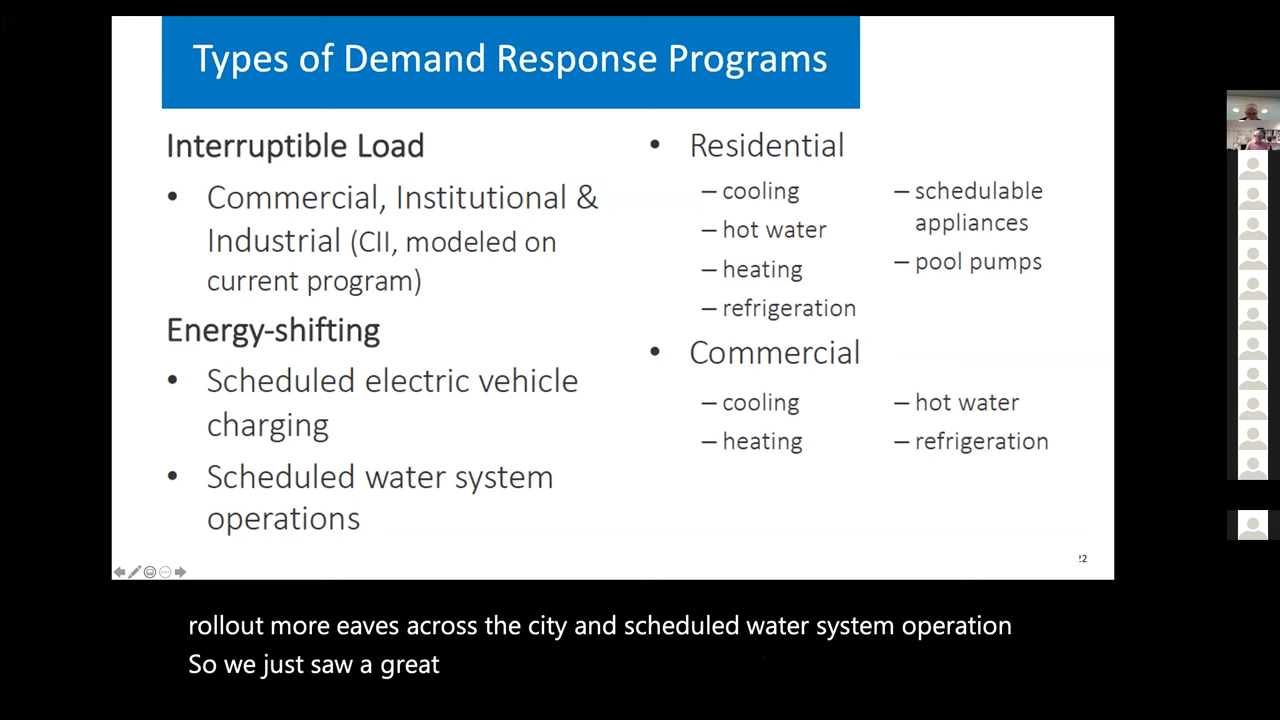 Types of Demand Response Programs
Interruptible Load
• Commercial, Institutional &
Industrial (CII, modeled on
current program)
Energy-shifting
• Scheduled electric vehicle
charging
• Scheduled water system
operations
• Residential
– cooling
– hot water
– heating
– refrigeration
– schedulable
appliances
– pool pumps
• Commercial
– cooling
– heating
– hot water
– refrigeration
22
rollout more eaves across the city and scheduled water system operation
So we just saw a great